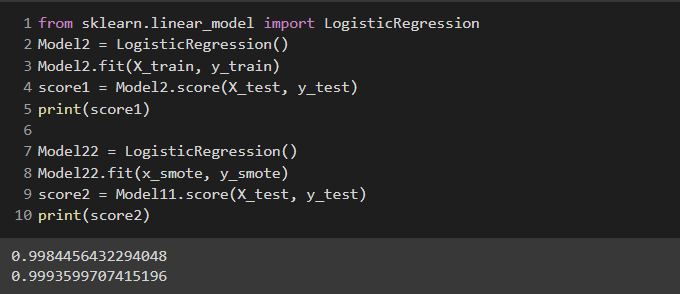 1 from sklearn.linear_model import LogisticRegression
2 Model2 = LogisticRegression()
3 Model2.fit(X_train, y_train)
4 score1 = Model2.score(X_test, y_test)
5 print(score1)
6
7 Model22 = LogisticRegression()
8 Model22.fit(x_smote, y_smote)
9 score2 = Model11.score(X_test, y_test)
10 print(score2)
0.9984456432294048
0.9993599707415196